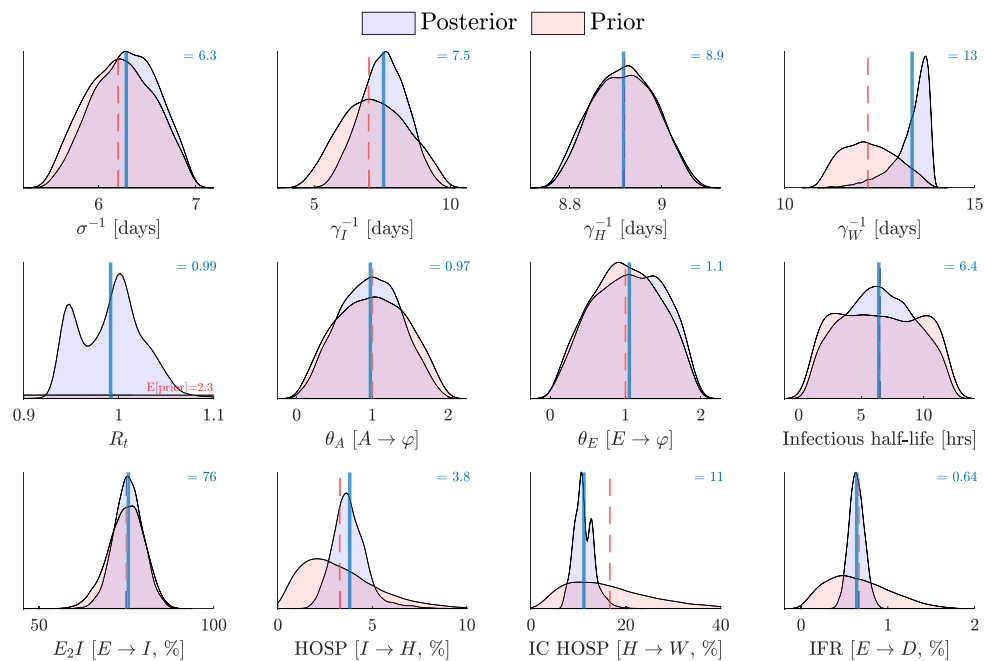 Posterior Prior
= 6.3 = 7.5 = 8.9 = 13
6 7 5 10 8.8 9 10 15
σ⁻¹ [days] γ_I⁻¹ [days] γ_H⁻¹ [days] γ_W⁻¹ [days]
= 0.99 = 0.97 = 1.1 = 6.4
E[prior]=2.3
0.9 1 1.1 0 1 2 0 1 2 0 5 10
R_t θ_A [A → φ] θ_E [E → φ] Infectious half-life [hrs]
= 76 = 3.8 = 11 = 0.64
50 100 0 5 10 0 20 40 0 1 2
E₂I [E → I, %] HOSP [I → H, %] IC HOSP [H → W, %] IFR [E → D, %]